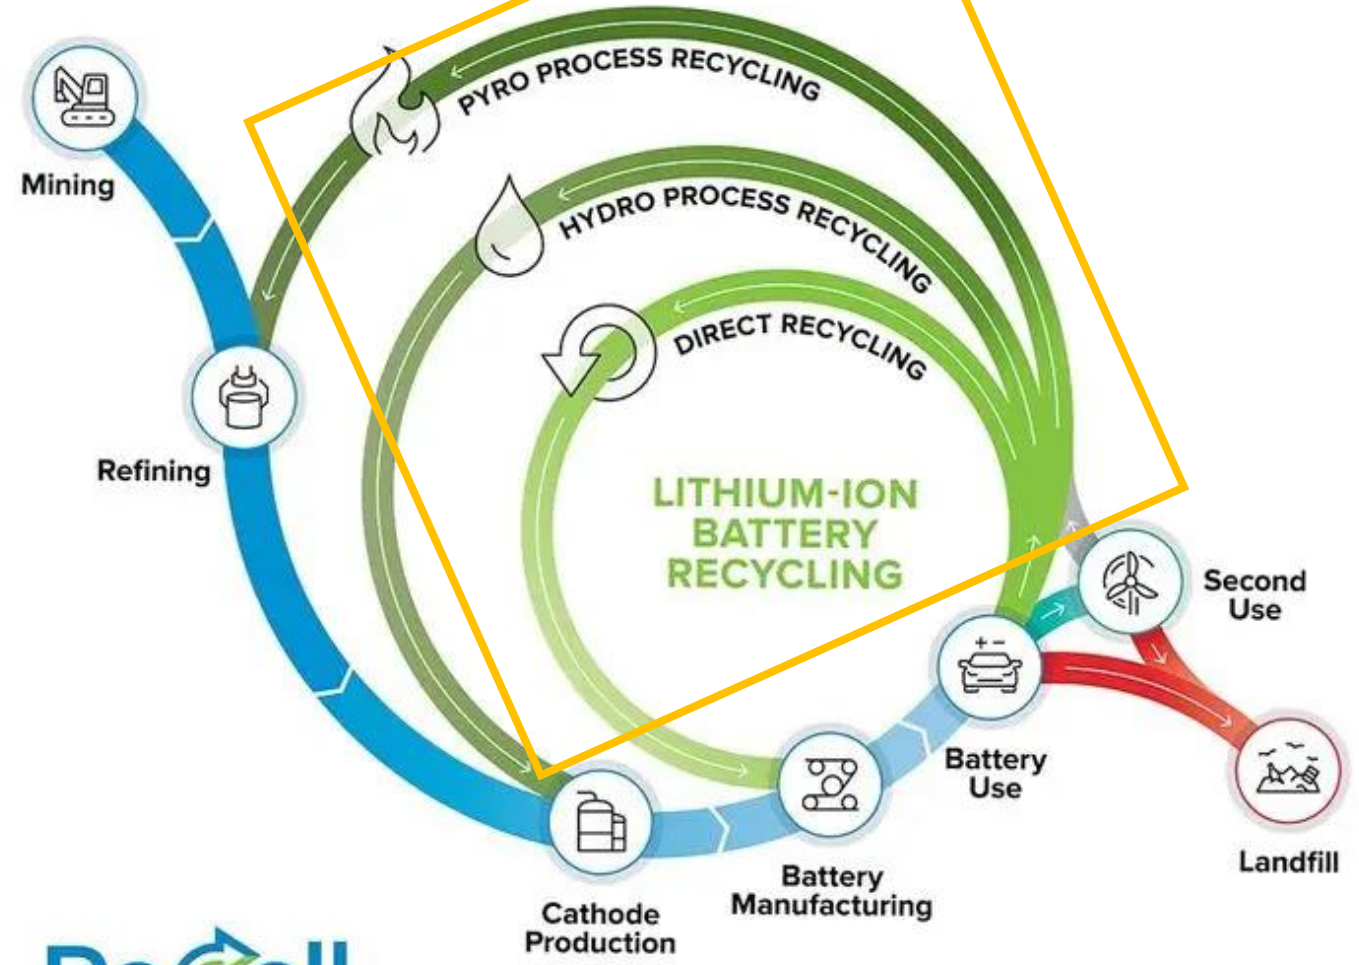 PYRO PROCESS RECYCLING
Mining
HYDRO PROCESS RECYCLING
DIRECT RECYCLING
Refining
LITHIUM-ION
BATTERY
RECYCLING
+ −
Second
Use
Battery
Use
Landfill
Battery
Manufacturing
Cathode
Production